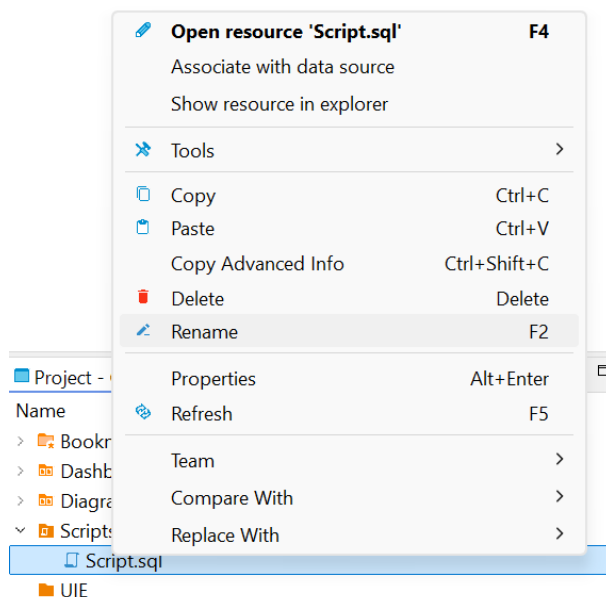 Open resource 'Script.sql' F4
Associate with data source
Show resource in explorer
Tools
Copy Ctrl+C
Paste Ctrl+V
Copy Advanced Info Ctrl+Shift+C
Delete Delete
Rename F2
Properties Alt+Enter
Refresh F5
Team
Compare With
Replace With
Project -
Name
Script.sql
UIE